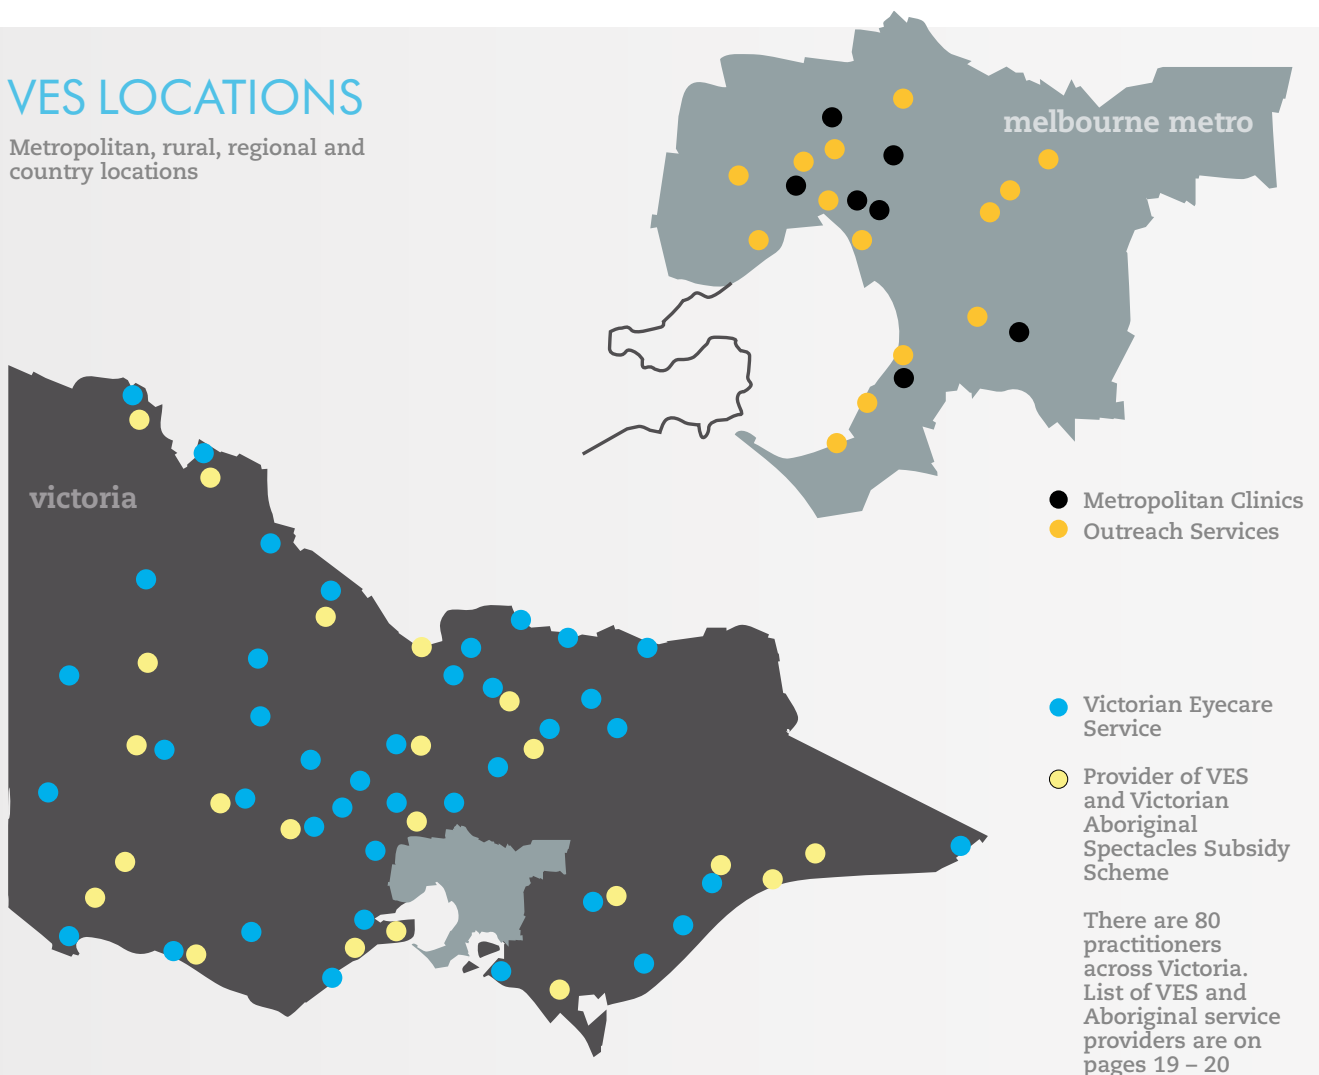 VES LOCATIONS
Metropolitan, rural, regional and
country locations
melbourne metro
victoria
Metropolitan Clinics
Outreach Services
Victorian Eyecare
Service
Provider of VES
and Victorian
Aboriginal
Spectacles Subsidy
Scheme
There are 80
practitioners
across Victoria.
List of VES and
Aboriginal service
providers are on
pages 19 – 20